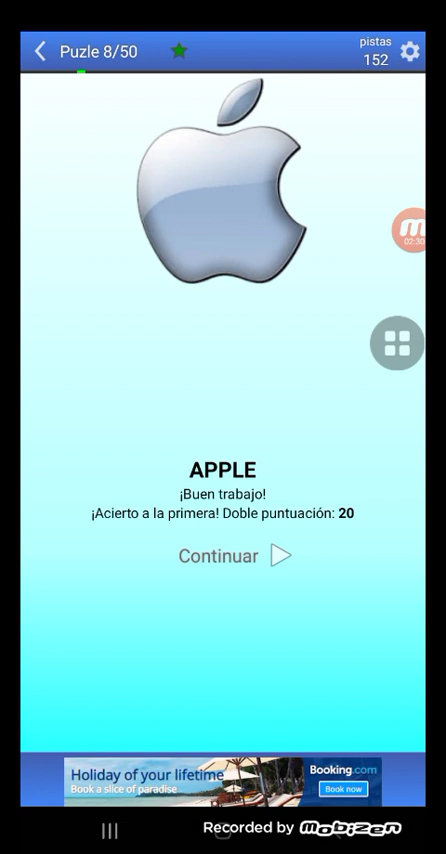 Puzle 8/50
pistas
152
02:30
APPLE
¡Buen trabajo!
¡Acierto a la primera! Doble puntuación: 20
Continuar
Holiday of your lifetime
Book a slice of paradise
Booking.com
Book now
Recorded by mobizen